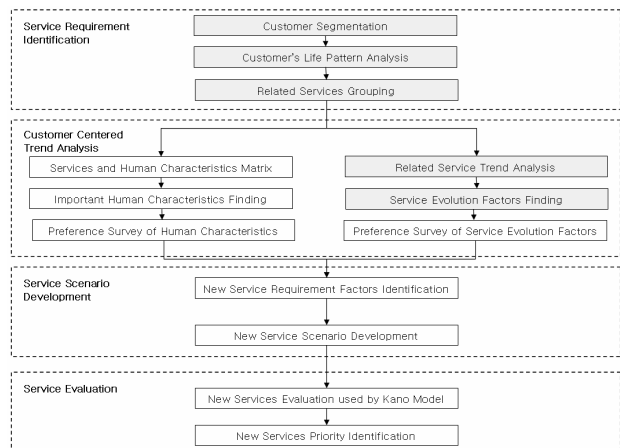 Service Requirement
Identification
Customer Segmentation
Customer's Life Pattern Analysis
Related Services Grouping
Customer Centered
Trend Analysis
Services and Human Characteristics Matrix
Related Service Trend Analysis
Important Human Characteristics Finding
Service Evolution Factors Finding
Preference Survey of Human Characteristics
Preference Survey of Service Evolution Factors
Service Scenario
Development
New Service Requirement Factors Identification
New Service Scenario Development
Service Evaluation
New Services Evaluation used by Kano Model
New Services Priority Identification